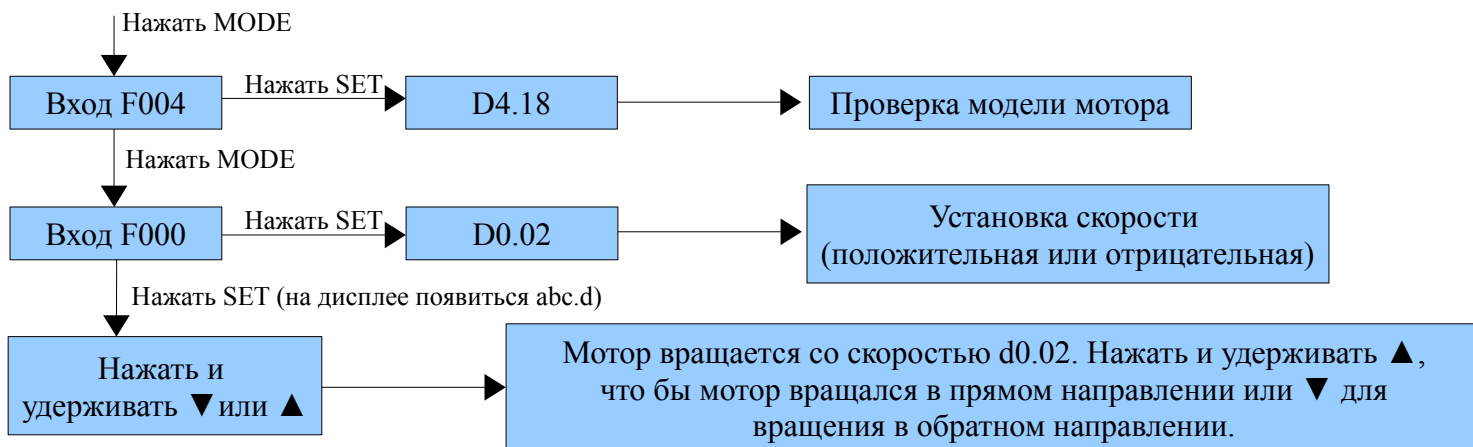 Нажать MODE
Вход F004
Нажать SET
D4.18
Проверка модели мотора
Нажать MODE
Вход F000
Нажать SET
D0.02
Установка скорости
(положительная или отрицательная)
Нажать SET (на дисплее появиться abc.d)
Нажать и
удерживать ▼или ▲
Мотор вращается со скоростью d0.02. Нажать и удерживать ▲,
что бы мотор вращался в прямом направлении или ▼ для
вращения в обратном направлении.